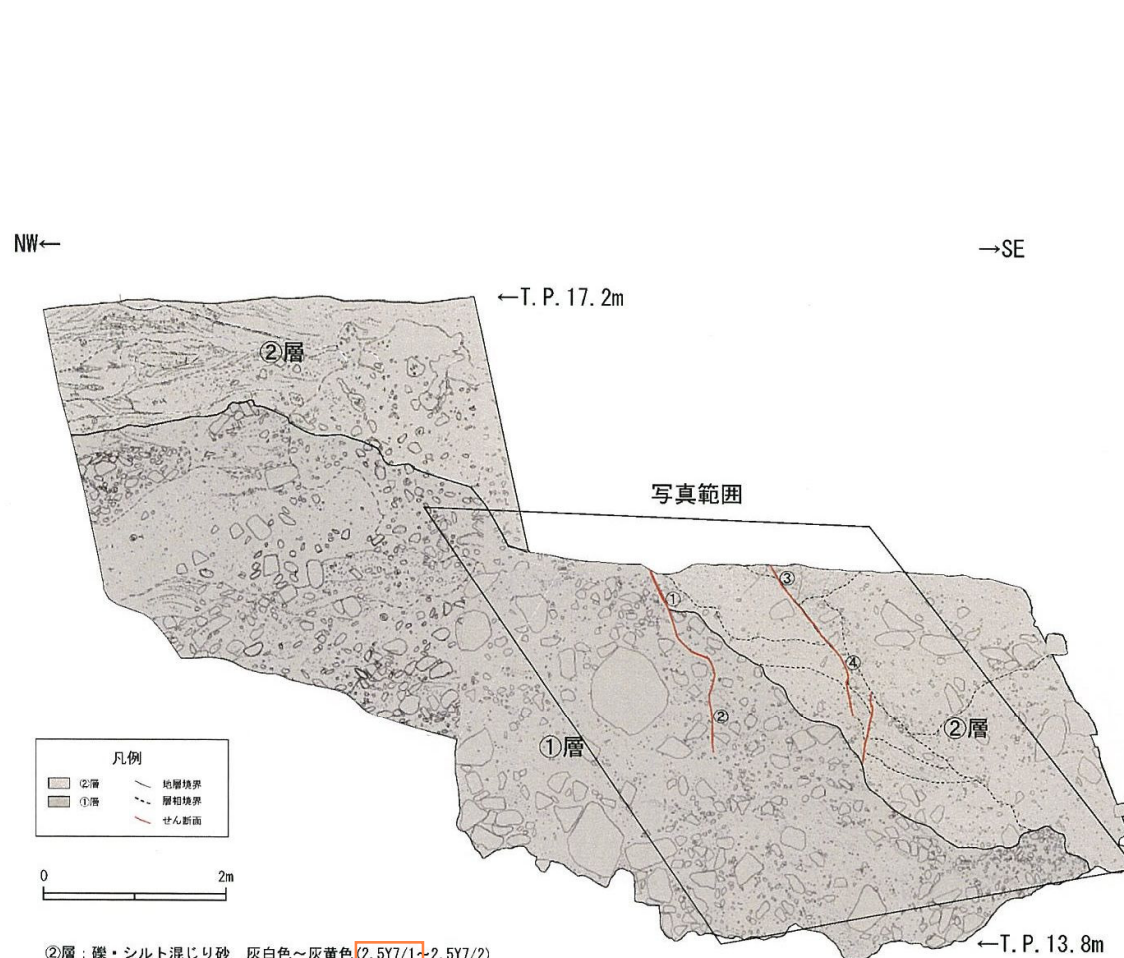 NW←
→SE
←T.P.17.2m
②層
写真範囲
①
③
④
②
②層
①層
凡例
②層 地層境界
①層 層相境界
せん断面
0 2m
②層：礫・シルト混じり砂 灰白色～灰黄色(2.5Y7/1~2.5Y7/2)
←T.P.13.8m